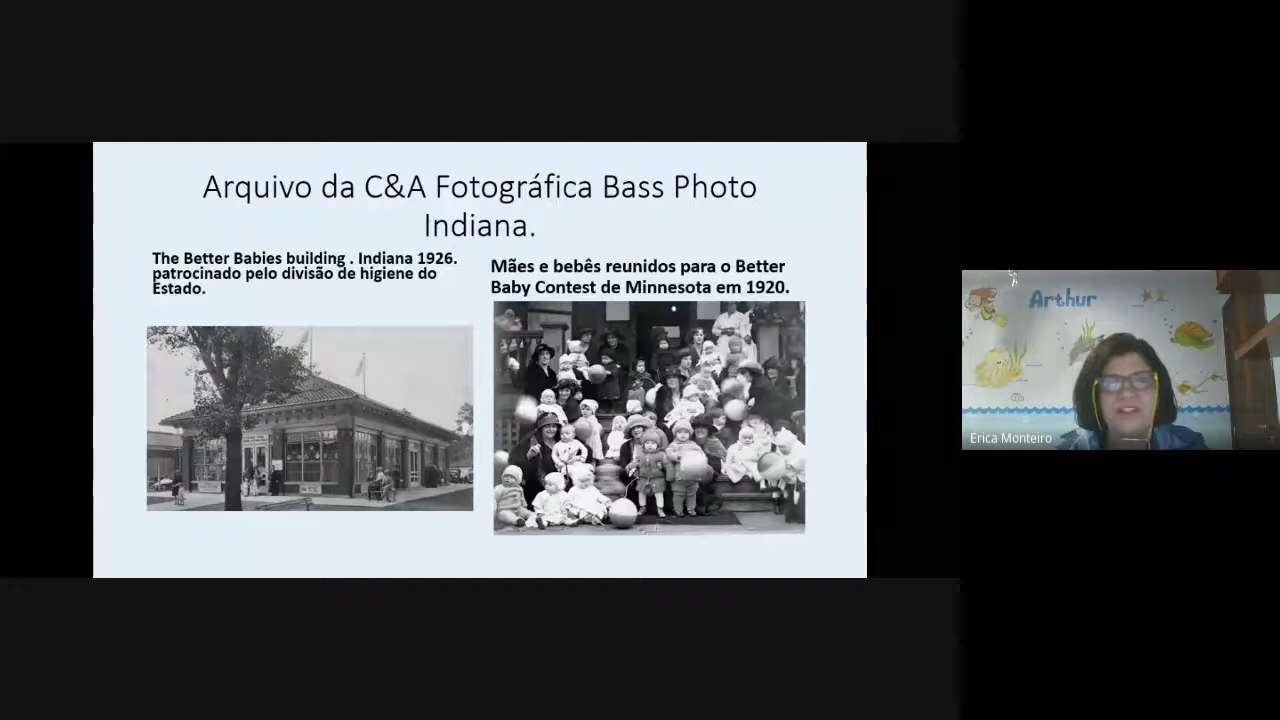 Arquivo da C&A Fotográfica Bass Photo
Indiana.
The Better Babies building . Indiana 1926.
patrocinado pelo divisão de higiene do
Estado.
Mães e bebês reunidos para o Better
Baby Contest de Minnesota em 1920.
Arthur
Erica Monteiro